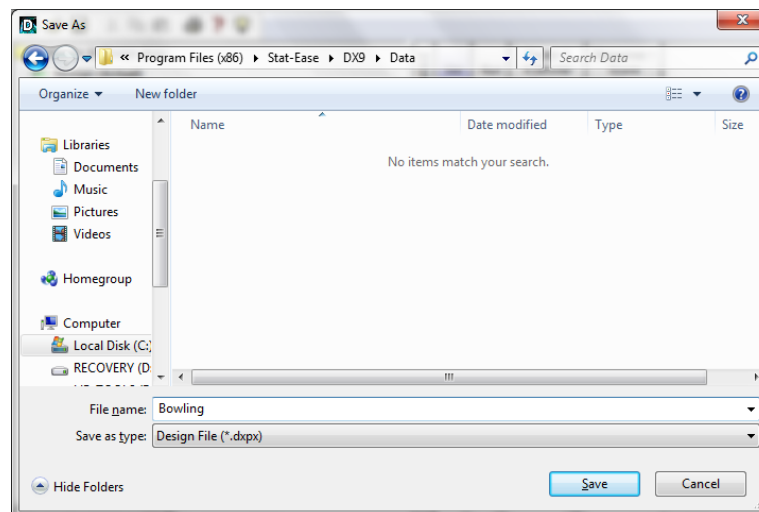 Save As
« Program Files (x86) ▸ Stat-Ease ▸ DX9 ▸ Data Search Data
Organize New folder
Name Date modified Type Size
No items match your search.
Libraries
Documents
Music
Pictures
Videos
Homegroup
Computer
Local Disk (C:)
RECOVERY (D:
File name: Bowling
Save as type: Design File (*.dxpx)
Hide Folders Save Cancel